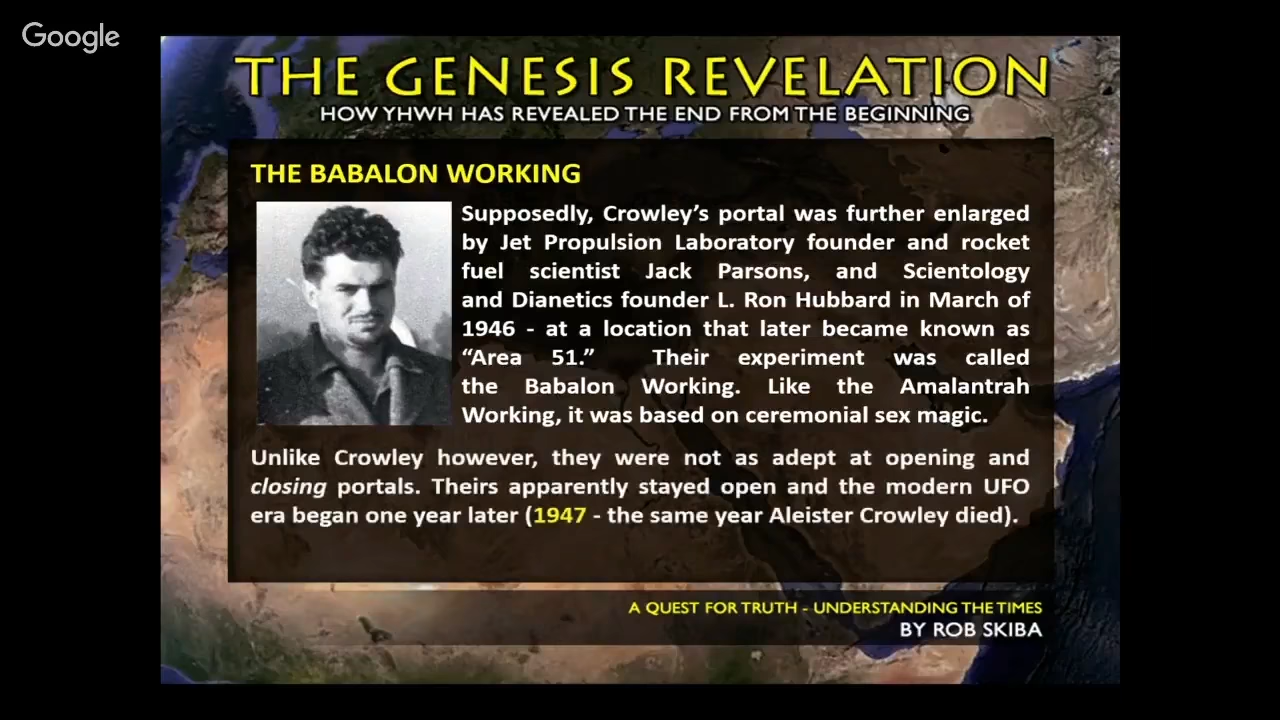 Google
THE GENESIS REVELATION
HOW YHWH HAS REVEALED THE END FROM THE BEGINNING
THE BABALON WORKING
Supposedly, Crowley's portal was further enlarged
by Jet Propulsion Laboratory founder and rocket
fuel scientist Jack Parsons, and Scientology
and Dianetics founder L. Ron Hubbard in March of
1946 - at a location that later became known as
“Area 51.” Their experiment was called
the Babalon Working. Like the Amalantrah
Working, it was based on ceremonial sex magic.
Unlike Crowley however, they were not as adept at opening and
closing portals. Theirs apparently stayed open and the modern UFO
era began one year later (1947 - the same year Aleister Crowley died).
A QUEST FOR TRUTH - UNDERSTANDING THE TIMES
BY ROB SKIBA